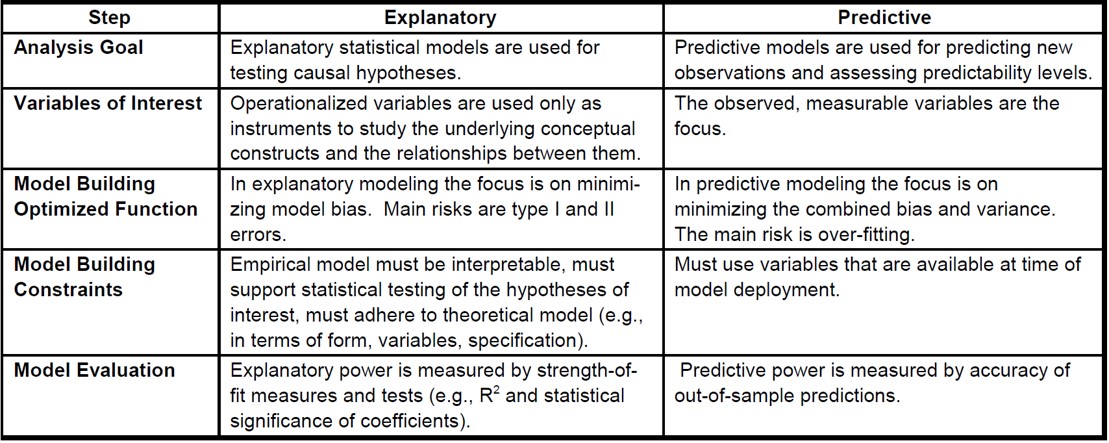 Step Explanatory Predictive
Analysis Goal
Explanatory statistical models are used for
testing causal hypotheses.
Predictive models are used for predicting new
observations and assessing predictability levels.
Variables of Interest
Operationalized variables are used only as
instruments to study the underlying conceptual
constructs and the relationships between them.
The observed, measurable variables are the
focus.
Model Building
Optimized Function
In explanatory modeling the focus is on minimi-
zing model bias.  Main risks are type I and II
errors.
In predictive modeling the focus is on
minimizing the combined bias and variance.
The main risk is over-fitting.
Model Building
Constraints
Empirical model must be interpretable, must
support statistical testing of the hypotheses of
interest, must adhere to theoretical model (e.g.,
in terms of form, variables, specification).
Must use variables that are available at time of
model deployment.
Model Evaluation
Explanatory power is measured by strength-of-
fit measures and tests (e.g., R² and statistical
significance of coefficients).
Predictive power is measured by accuracy of
out-of-sample predictions.